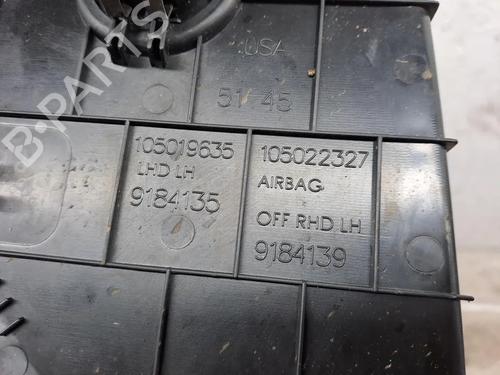 USA
51 45
105019635
LHD LH
9184135
105022327
AIRBAG
OFF RHD LH
9184139
B-PARTS